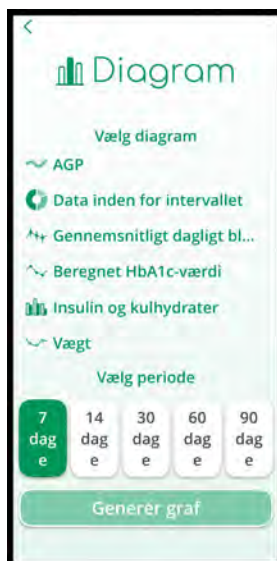 Diagram
Vælg diagram
AGP
Data inden for intervallet
Gennemsnitligt dagligt bl...
Beregnet HbA1c-værdi
Insulin og kulhydrater
Vægt
Vælg periode
7 14 30 60 90
dag dag dag dag dag
e e e e e
Generer graf